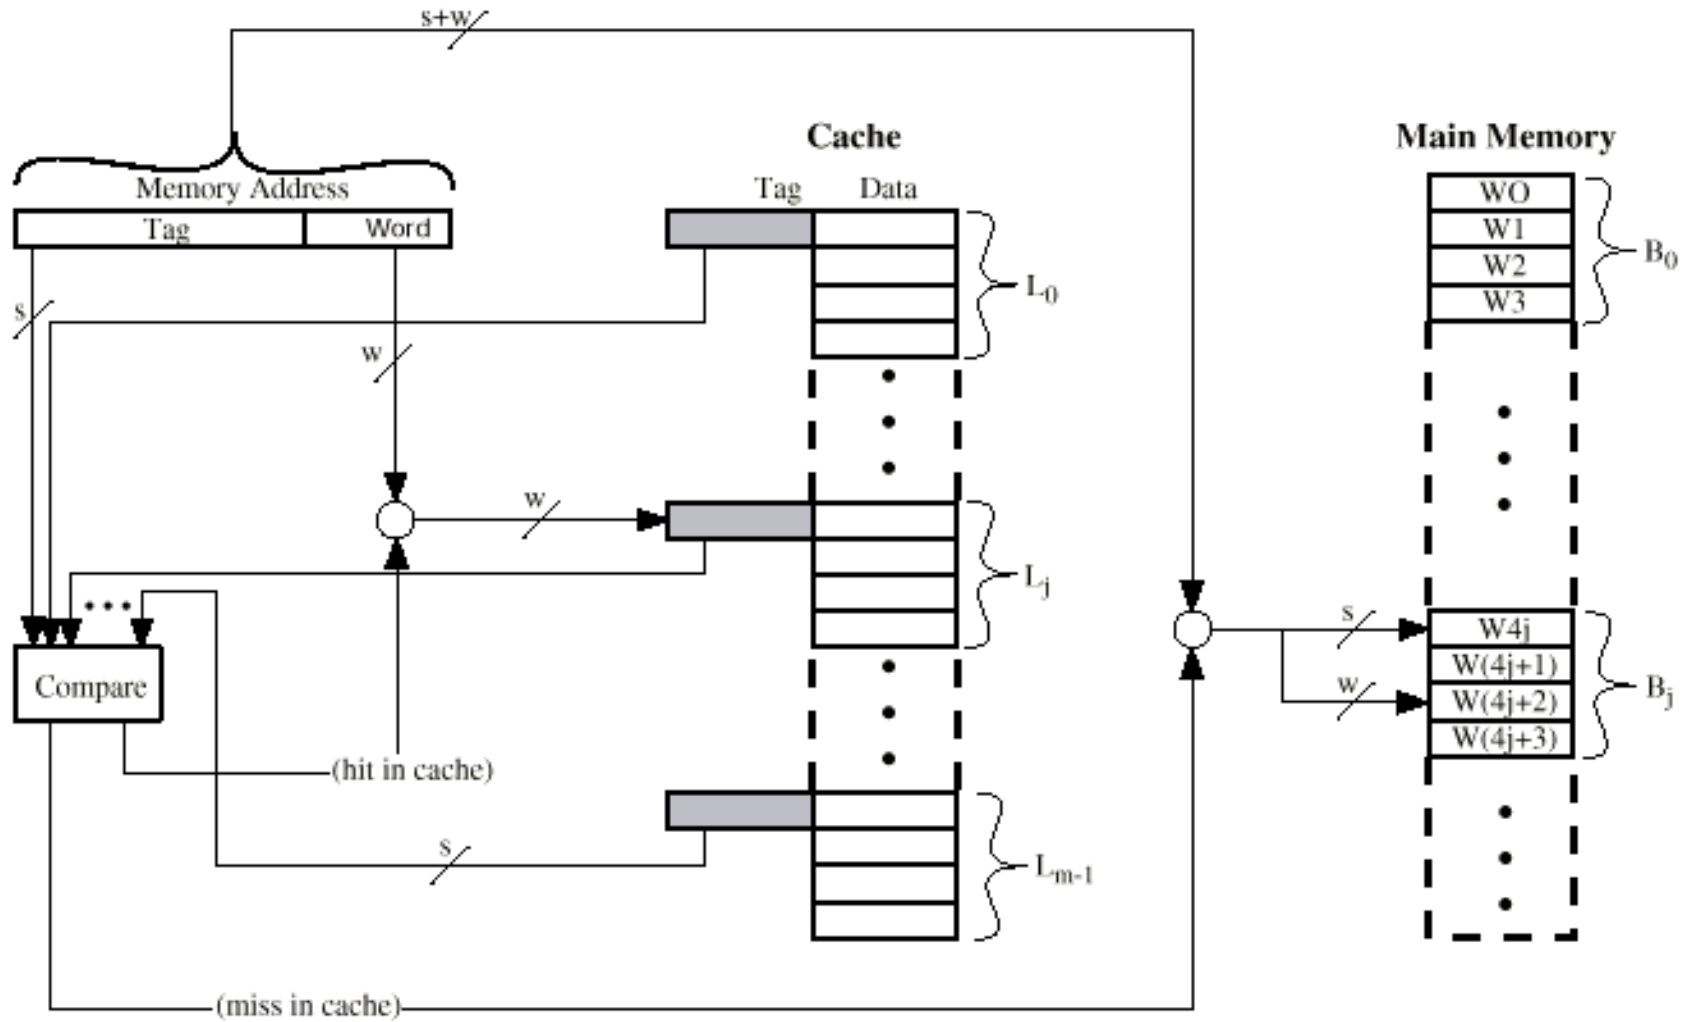 s+w
Cache
Main Memory
Memory Address
Tag Data
Tag Word
WO
W1
W2
W3
B0
L0
s
w
w
Lj
s
W4j
W(4j+1)
w
W(4j+2)
W(4j+3)
Bj
Compare
(hit in cache)
s
Lm-1
(miss in cache)